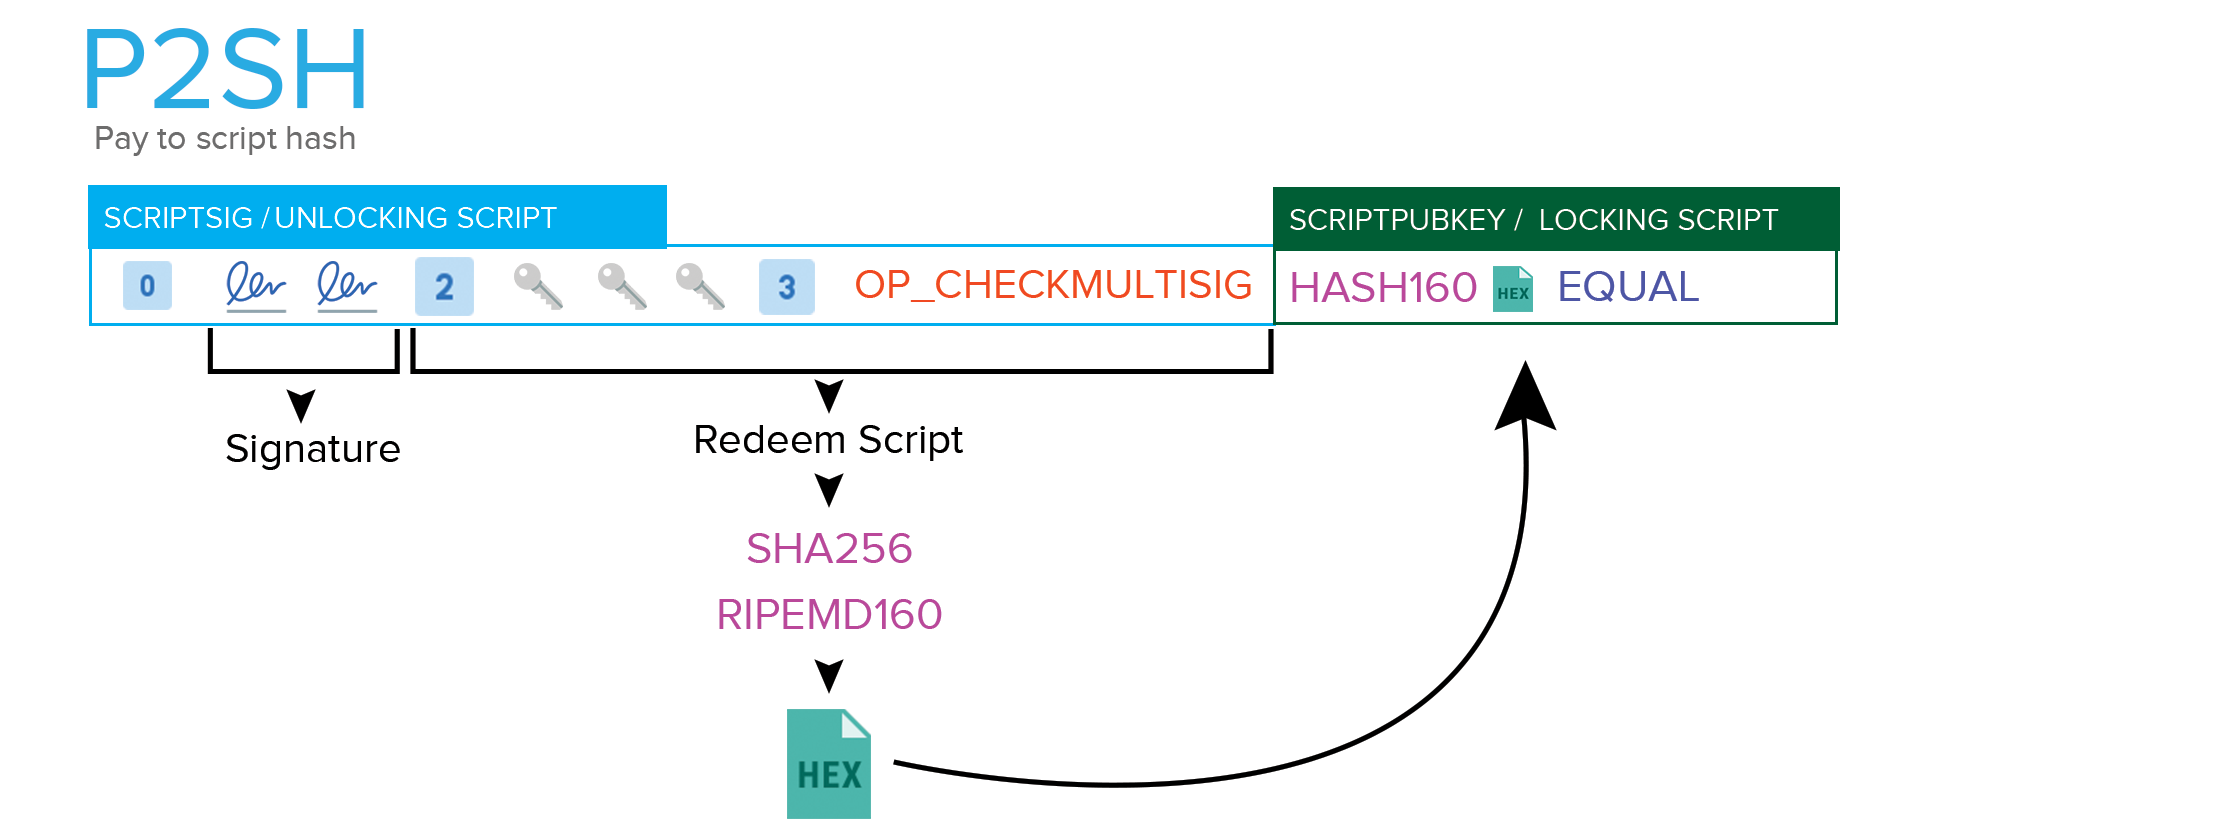 P2SH
Pay to script hash
SCRIPTSIG / UNLOCKING SCRIPT
SCRIPTPUBKEY / LOCKING SCRIPT
0 2 3 OP_CHECKMULTISIG HASH160 HEX EQUAL
Signature
Redeem Script
SHA256
RIPEMD160
HEX